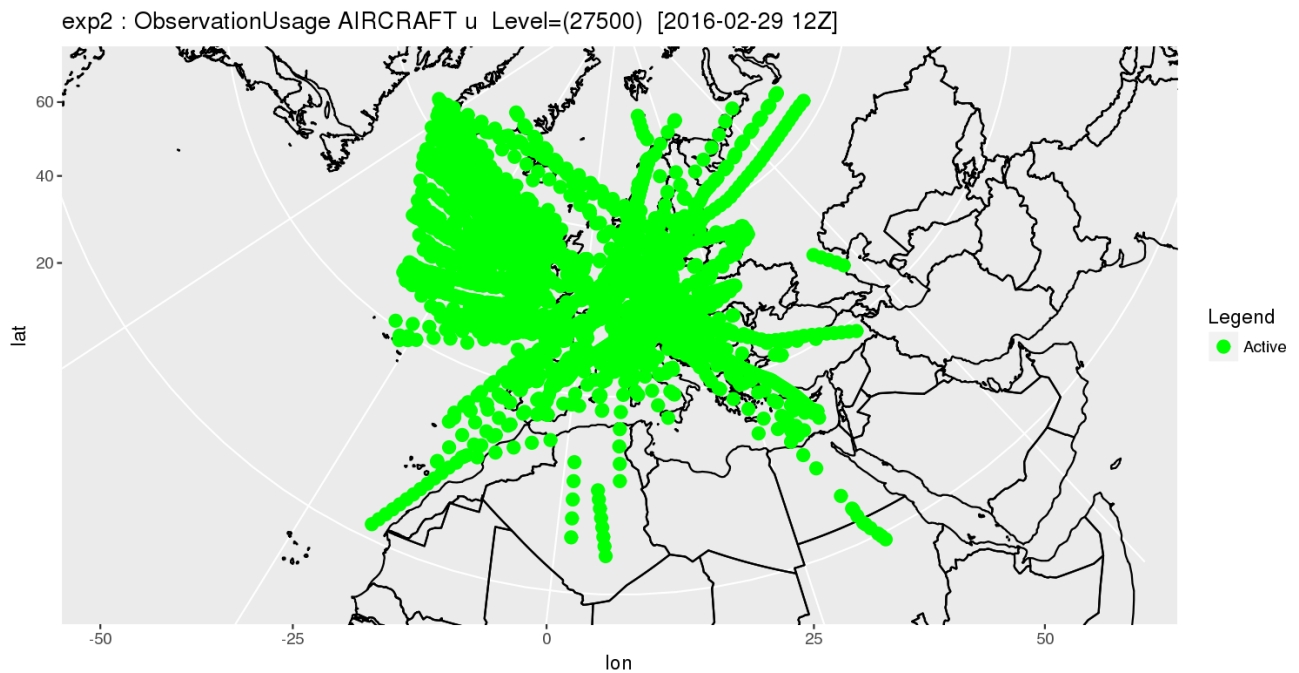 exp2 : ObservationUsage AIRCRAFT u  Level=(27500)  [2016-02-29 12Z]
60
40
20
lat
-50
-25
0
25
50
lon
Legend
Active